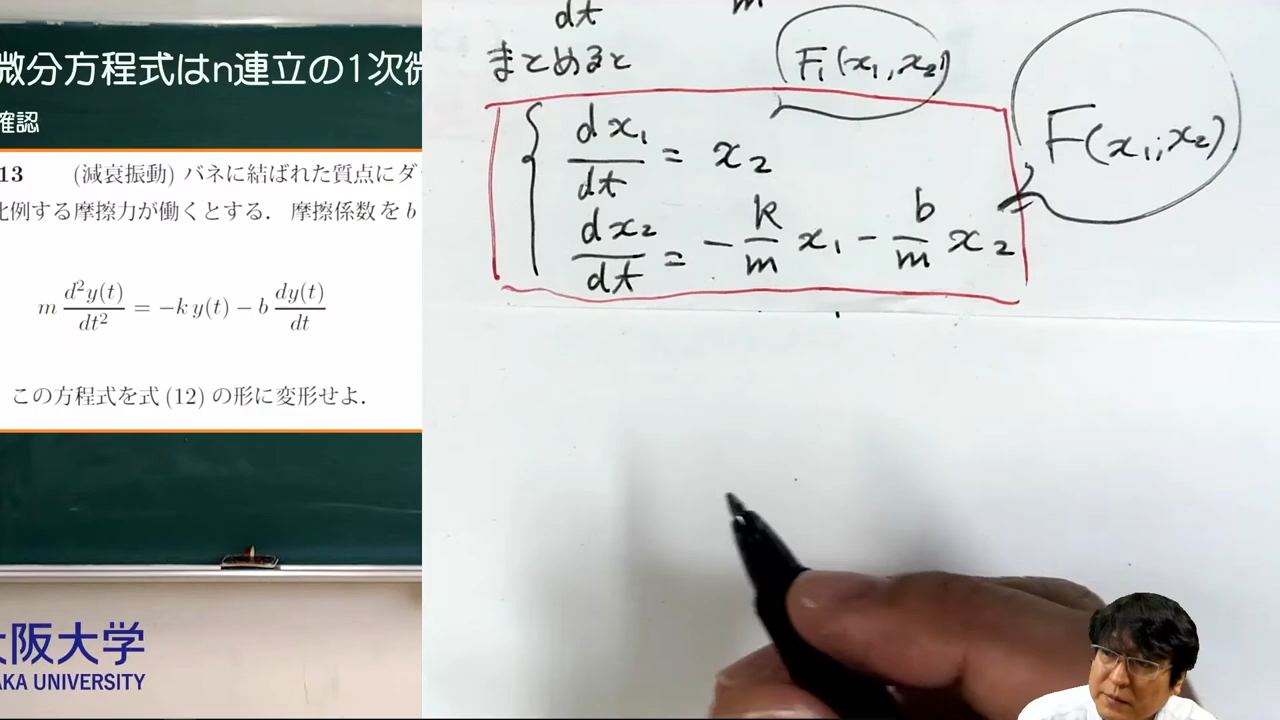 微分方程式はn連立の1次微
確認
13 (減衰振動) バネに結ばれた質点にダ
比例する摩擦力が働くとする. 摩擦係数を b
m d²y(t)/dt² = −k y(t) − b dy(t)/dt
この方程式を式 (12) の形に変形せよ.
大阪大学
AKA UNIVERSITY
dt m
まとめると
F₁(x₁, x₂)
dx₁/dt = x₂
F(x₁, x₂)
dx₂/dt = − k/m x₁ − b/m x₂